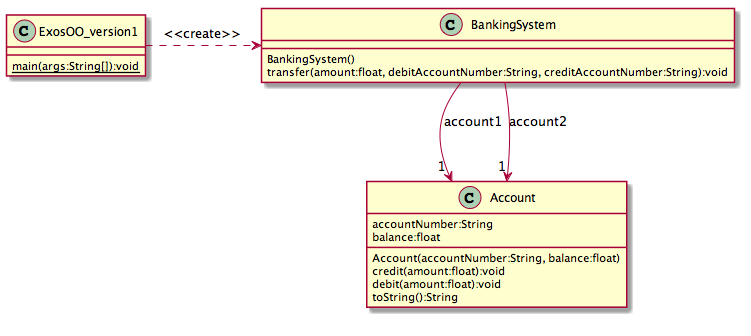 C ExosOO_version1
main(args:String[]):void
<<create>>
C BankingSystem
BankingSystem()
transfer(amount:float, debitAccountNumber:String, creditAccountNumber:String):void
account1
account2
1
1
C Account
accountNumber:String
balance:float
Account(accountNumber:String, balance:float)
credit(amount:float):void
debit(amount:float):void
toString():String